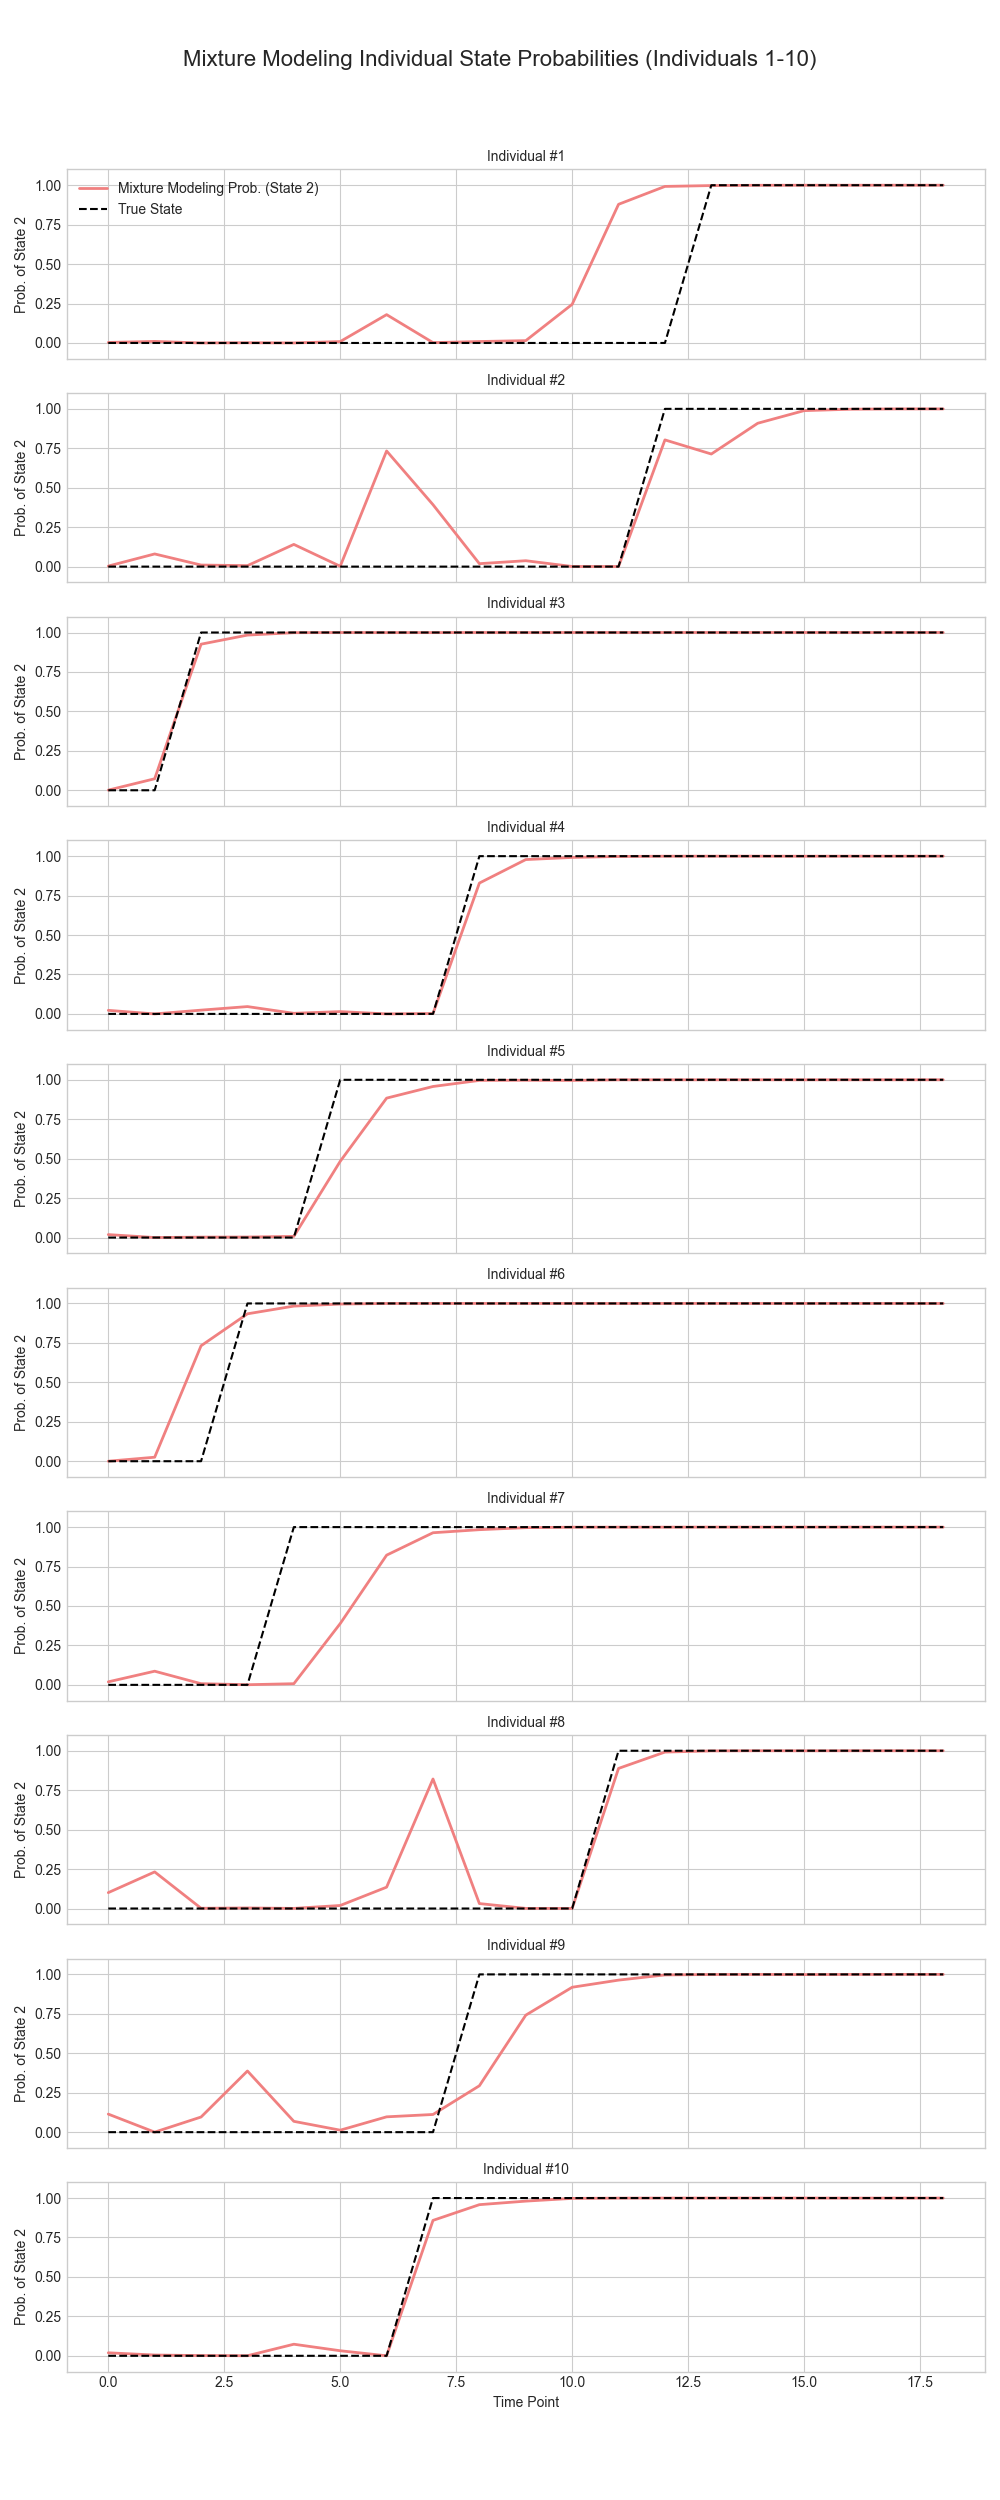 Mixture Modeling Individual State Probabilities (Individuals 1-10)
Individual #1
Mixture Modeling Prob. (State 2)
True State
Prob. of State 2
1.00
0.75
0.50
0.25
0.00
Individual #2
Prob. of State 2
1.00
0.75
0.50
0.25
0.00
Individual #3
Prob. of State 2
1.00
0.75
0.50
0.25
0.00
Individual #4
Prob. of State 2
1.00
0.75
0.50
0.25
0.00
Individual #5
Prob. of State 2
1.00
0.75
0.50
0.25
0.00
Individual #6
Prob. of State 2
1.00
0.75
0.50
0.25
0.00
Individual #7
Prob. of State 2
1.00
0.75
0.50
0.25
0.00
Individual #8
Prob. of State 2
1.00
0.75
0.50
0.25
0.00
Individual #9
Prob. of State 2
1.00
0.75
0.50
0.25
0.00
Individual #10
Prob. of State 2
1.00
0.75
0.50
0.25
0.00
0.0 2.5 5.0 7.5 10.0 12.5 15.0 17.5
Time Point